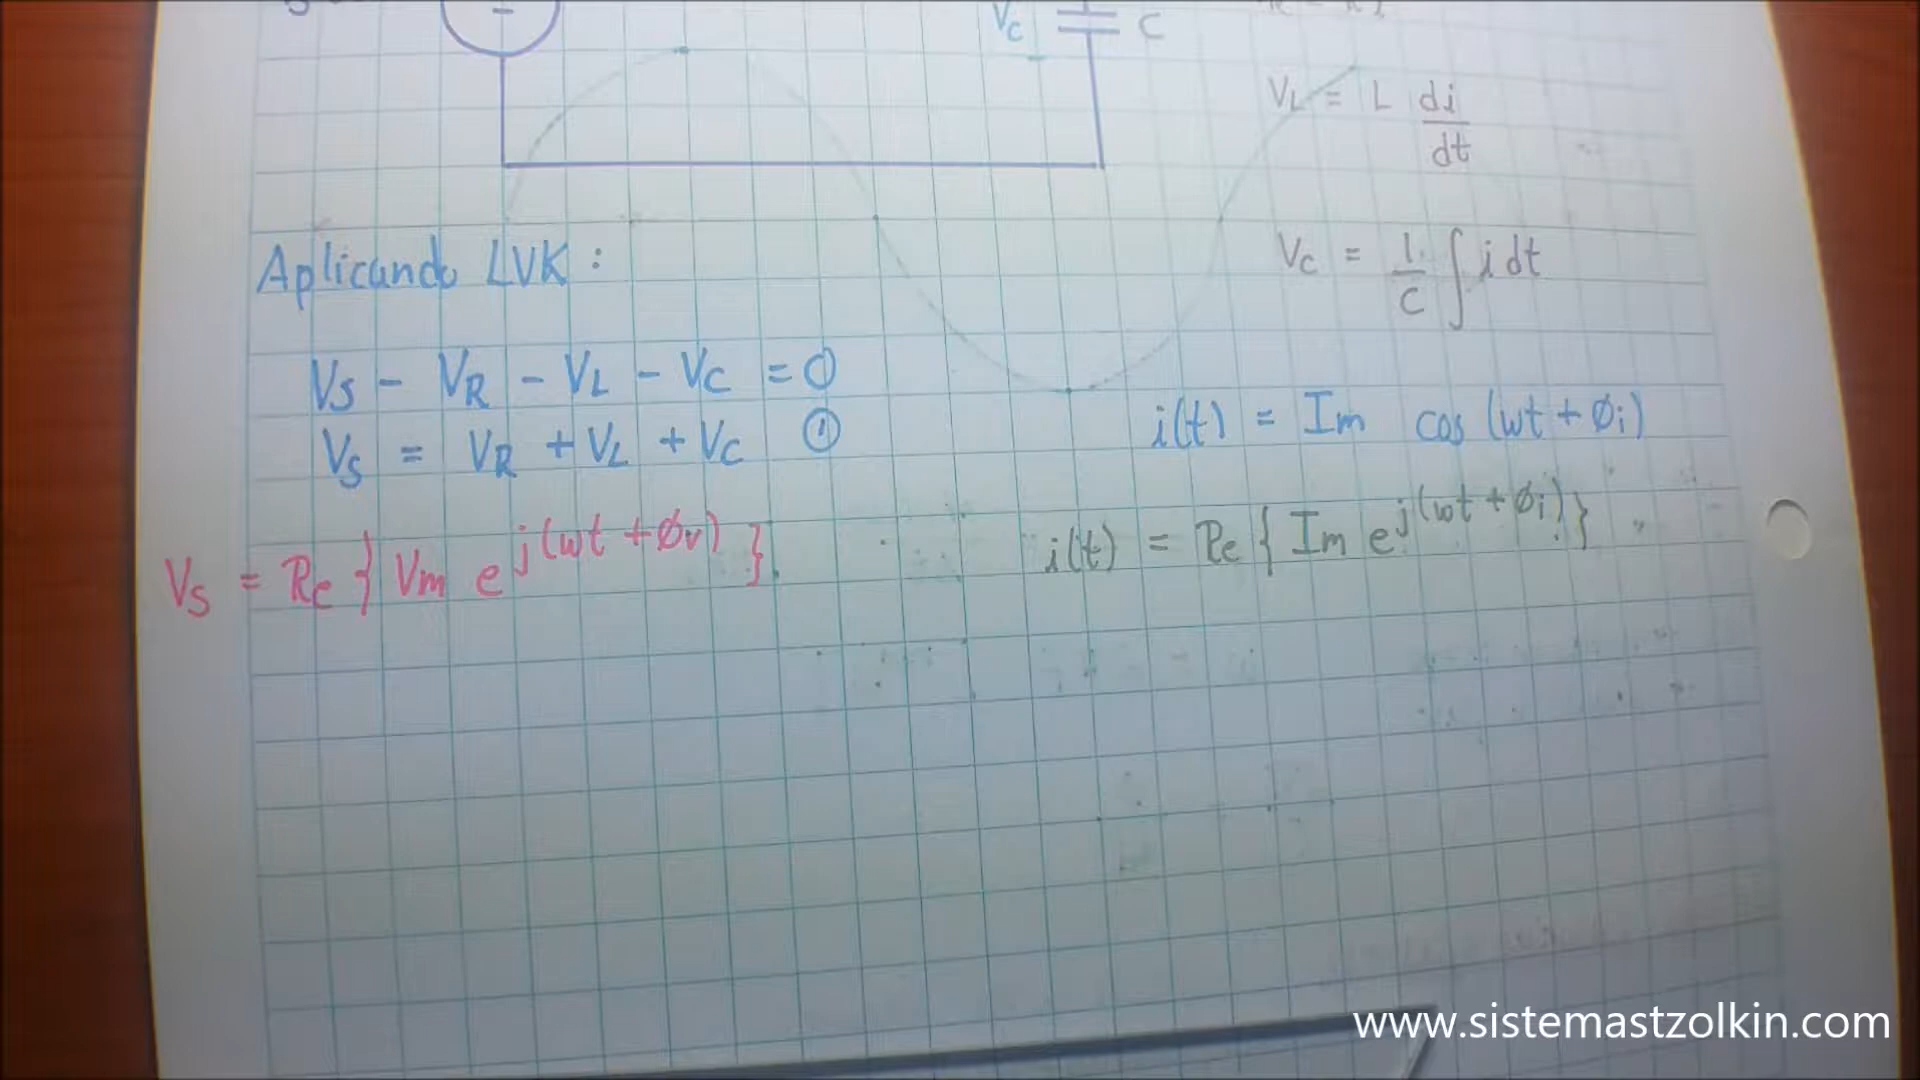 Vc C
VL = L di/dt
Aplicando LVK :
Vc = 1/C ∫ i dt
Vs - VR - VL - Vc = 0
Vs = VR + VL + Vc ①
i(t) = Im cos (wt + Øi)
Vs = Re { Vm e^j(wt + Øv) }
i(t) = Re { Im e^j(wt + Øi) }
www.sistemastzolkin.com